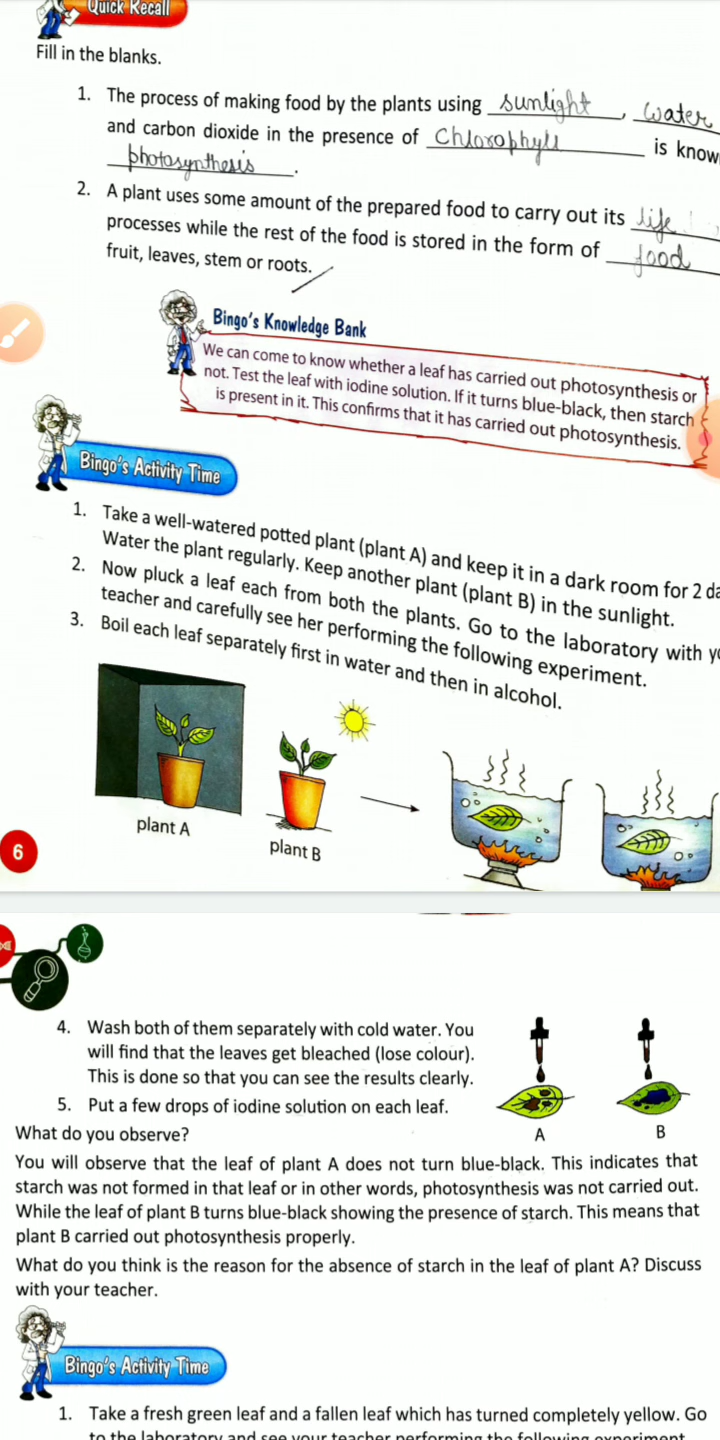 Quick Recall
Fill in the blanks.
1. The process of making food by the plants using sunlight, water
and carbon dioxide in the presence of Chlorophyll is know
photosynthesis.
2. A plant uses some amount of the prepared food to carry out its life
processes while the rest of the food is stored in the form of food
fruit, leaves, stem or roots.
Bingo's Knowledge Bank
We can come to know whether a leaf has carried out photosynthesis or
not. Test the leaf with iodine solution. If it turns blue-black, then starch
is present in it. This confirms that it has carried out photosynthesis.
Bingo's Activity Time
1. Take a well-watered potted plant (plant A) and keep it in a dark room for 2 da
Water the plant regularly. Keep another plant (plant B) in the sunlight.
2. Now pluck a leaf each from both the plants. Go to the laboratory with yo
teacher and carefully see her performing the following experiment.
3. Boil each leaf separately first in water and then in alcohol.
plant A
plant B
6
4. Wash both of them separately with cold water. You
will find that the leaves get bleached (lose colour).
This is done so that you can see the results clearly.
5. Put a few drops of iodine solution on each leaf.
A
B
What do you observe?
You will observe that the leaf of plant A does not turn blue-black. This indicates that
starch was not formed in that leaf or in other words, photosynthesis was not carried out.
While the leaf of plant B turns blue-black showing the presence of starch. This means that
plant B carried out photosynthesis properly.
What do you think is the reason for the absence of starch in the leaf of plant A? Discuss
with your teacher.
Bingo's Activity Time
1. Take a fresh green leaf and a fallen leaf which has turned completely yellow. Go
to the laboratory and see your teacher performing the following experiment